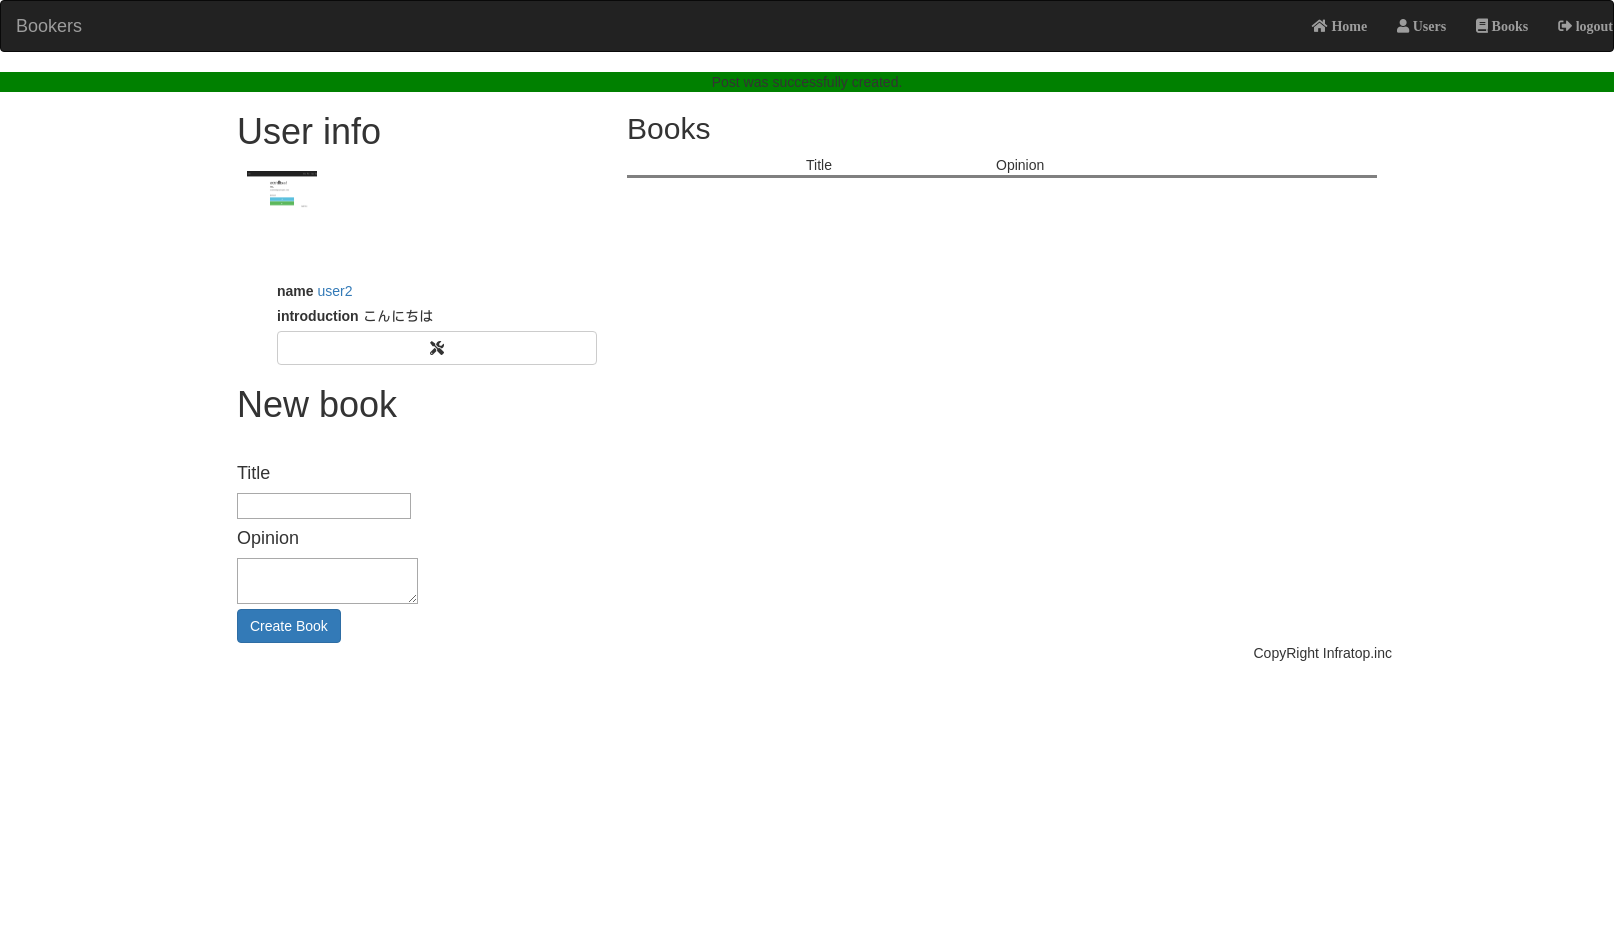 Bookers Home Users Books logout
Post was successfully created.
User info
name user2
introduction こんにちは
New book
Title
Opinion
Create Book
Books
Title Opinion
CopyRight Infratop.inc